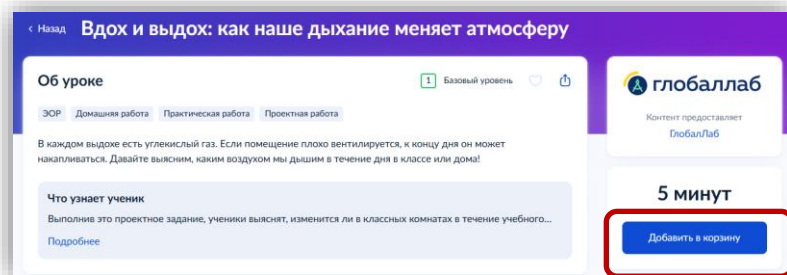 ‹ Назад Вдох и выдох: как наше дыхание меняет атмосферу
Об уроке
1 Базовый уровень
ЭОР Домашняя работа Практическая работа Проектная работа
В каждом выдохе есть углекислый газ. Если помещение плохо вентилируется, к концу дня он может
накапливаться. Давайте выясним, каким воздухом мы дышим в течение дня в классе или дома!
Что узнает ученик
Выполнив это проектное задание, ученики выяснят, изменится ли в классных комнатах в течение учебного...
Подробнее
глобаллаб
Контент предоставляет
ГлобалЛаб
5 минут
Добавить в корзину